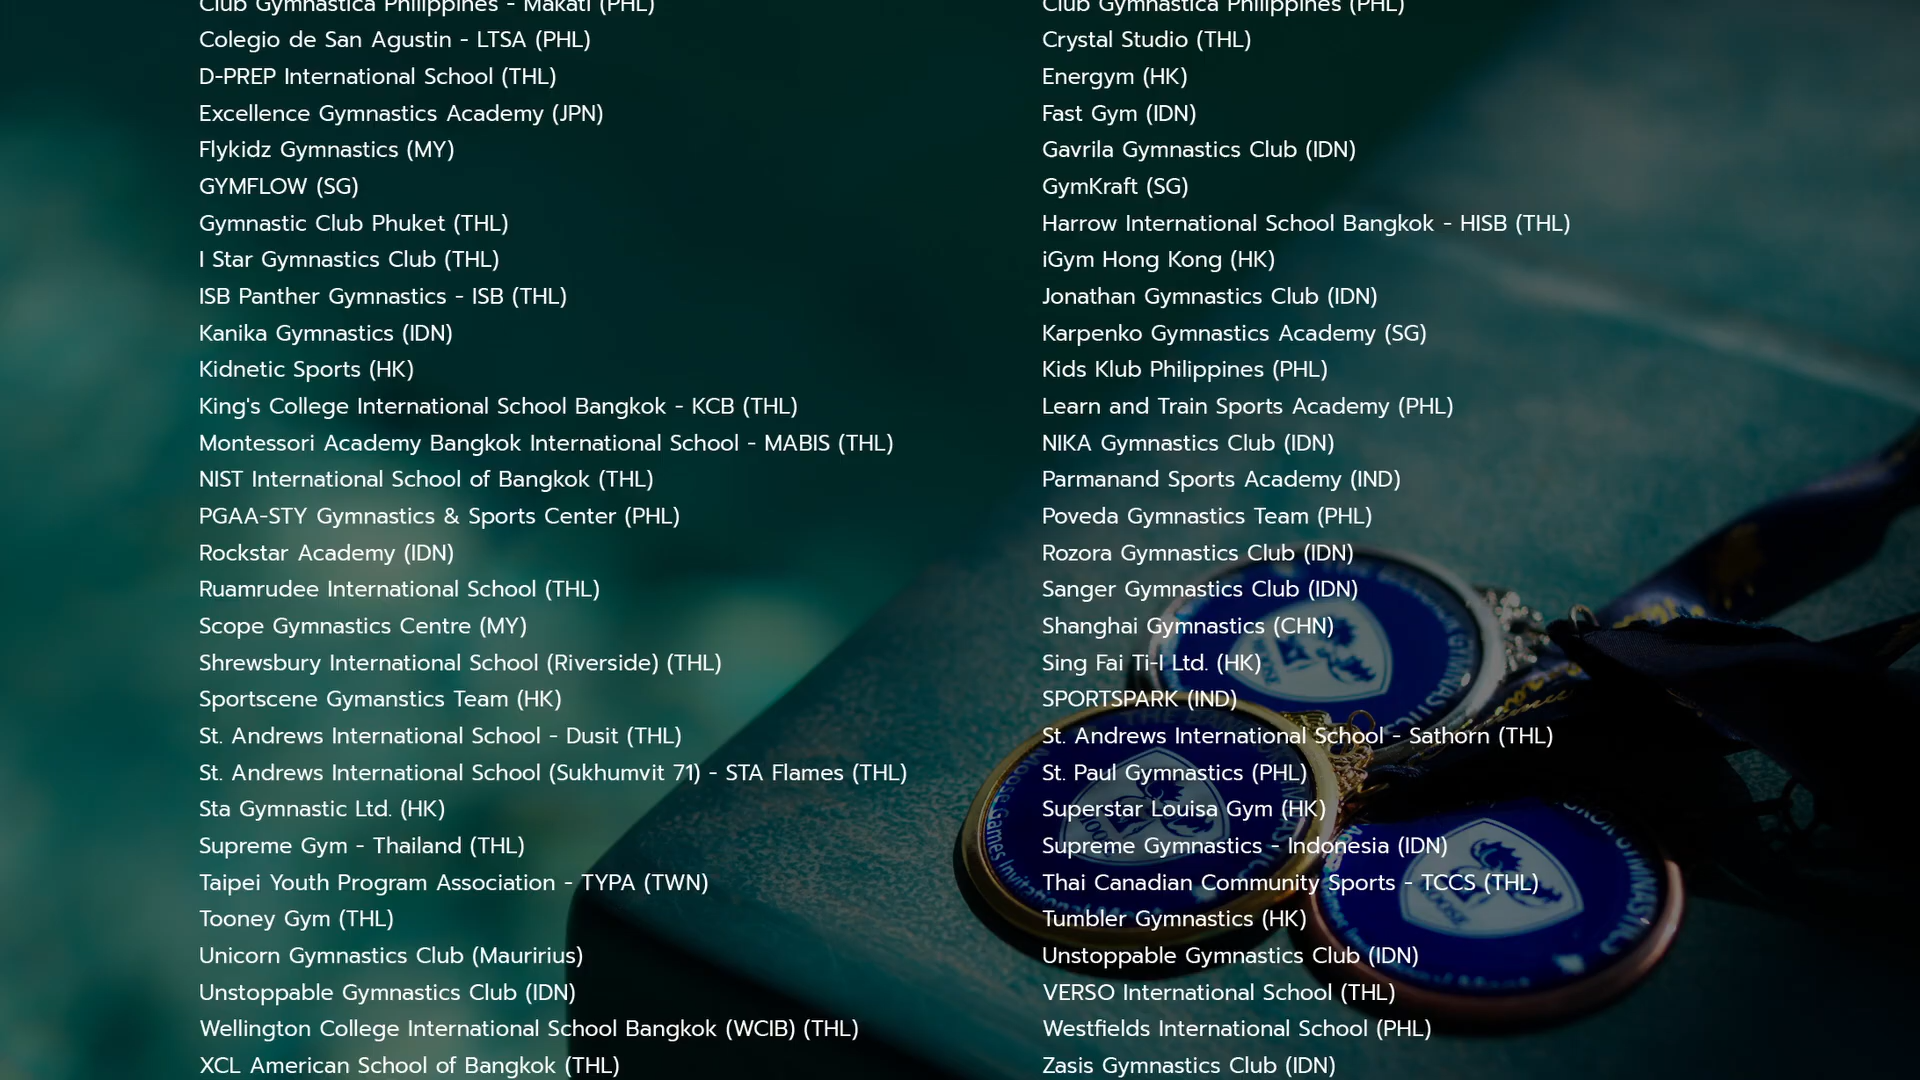 Club Gymnastica Philippines - Makati (PHL)
Colegio de San Agustin - LTSA (PHL)
D-PREP International School (THL)
Excellence Gymnastics Academy (JPN)
Flykidz Gymnastics (MY)
GYMFLOW (SG)
Gymnastic Club Phuket (THL)
I Star Gymnastics Club (THL)
ISB Panther Gymnastics - ISB (THL)
Kanika Gymnastics (IDN)
Kidnetic Sports (HK)
King's College International School Bangkok - KCB (THL)
Montessori Academy Bangkok International School - MABIS (THL)
NIST International School of Bangkok (THL)
PGAA-STY Gymnastics & Sports Center (PHL)
Rockstar Academy (IDN)
Ruamrudee International School (THL)
Scope Gymnastics Centre (MY)
Shrewsbury International School (Riverside) (THL)
Sportscene Gymanstics Team (HK)
St. Andrews International School - Dusit (THL)
St. Andrews International School (Sukhumvit 71) - STA Flames (THL)
Sta Gymnastic Ltd. (HK)
Supreme Gym - Thailand (THL)
Taipei Youth Program Association - TYPA (TWN)
Tooney Gym (THL)
Unicorn Gymnastics Club (Mauririus)
Unstoppable Gymnastics Club (IDN)
Wellington College International School Bangkok (WCIB) (THL)
XCL American School of Bangkok (THL)
Club Gymnastica Philippines (PHL)
Crystal Studio (THL)
Energym (HK)
Fast Gym (IDN)
Gavrila Gymnastics Club (IDN)
GymKraft (SG)
Harrow International School Bangkok - HISB (THL)
iGym Hong Kong (HK)
Jonathan Gymnastics Club (IDN)
Karpenko Gymnastics Academy (SG)
Kids Klub Philippines (PHL)
Learn and Train Sports Academy (PHL)
NIKA Gymnastics Club (IDN)
Parmanand Sports Academy (IND)
Poveda Gymnastics Team (PHL)
Rozora Gymnastics Club (IDN)
Sanger Gymnastics Club (IDN)
Shanghai Gymnastics (CHN)
Sing Fai Ti-I Ltd. (HK)
SPORTSPARK (IND)
St. Andrews International School - Sathorn (THL)
St. Paul Gymnastics (PHL)
Superstar Louisa Gym (HK)
Supreme Gymnastics - Indonesia (IDN)
Thai Canadian Community Sports - TCCS (THL)
Tumbler Gymnastics (HK)
Unstoppable Gymnastics Club (IDN)
VERSO International School (THL)
Westfields International School (PHL)
Zasis Gymnastics Club (IDN)